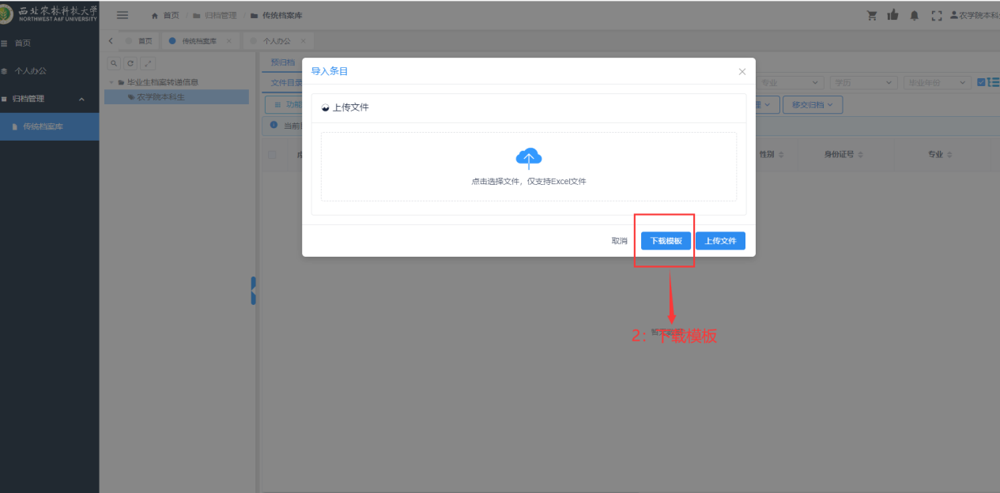 西北农林科技大学
NORTHWEST A&F UNIVERSITY
首页
个人办公
归档管理
传统档案库
首页 / 归档管理 / 传统档案库
农学院本科
首页 传统档案库 × 个人办公 ×
毕业生档案转递信息
农学院本科生
预归档
文件目录
专业 学历 毕业年份
功能
理 移交归档
当前
性别 身份证号 专业
导入条目
上传文件
点击选择文件，仅支持Excel文件
取消 下载模板 上传文件
2：下载模板